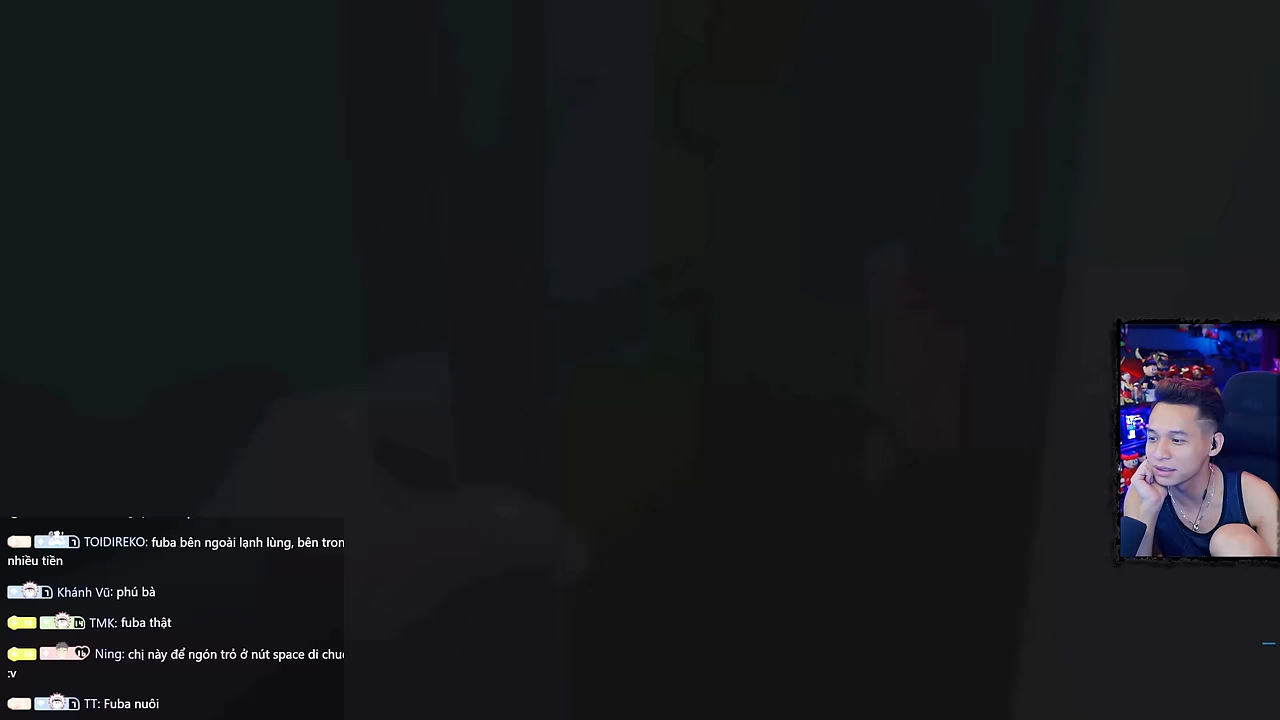 TOIDIREKO: fuba bên ngoài lạnh lùng, bên tron
nhiều tiền
Khánh Vũ: phú bà
TMK: fuba thật
Ning: chị này để ngón trỏ ở nút space di chuc
:v
TT: Fuba nuôi